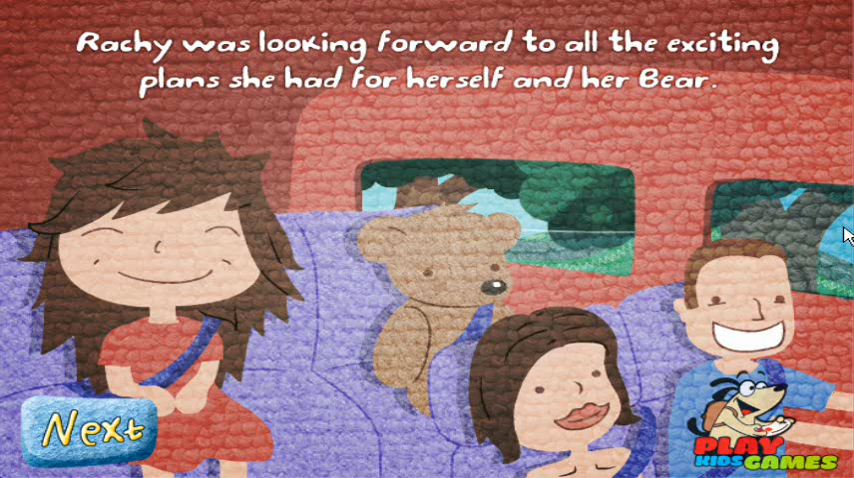 Rachy was looking forward to all the exciting
plans she had for herself and her Bear.
Next
PLAY
KIDS GAMES